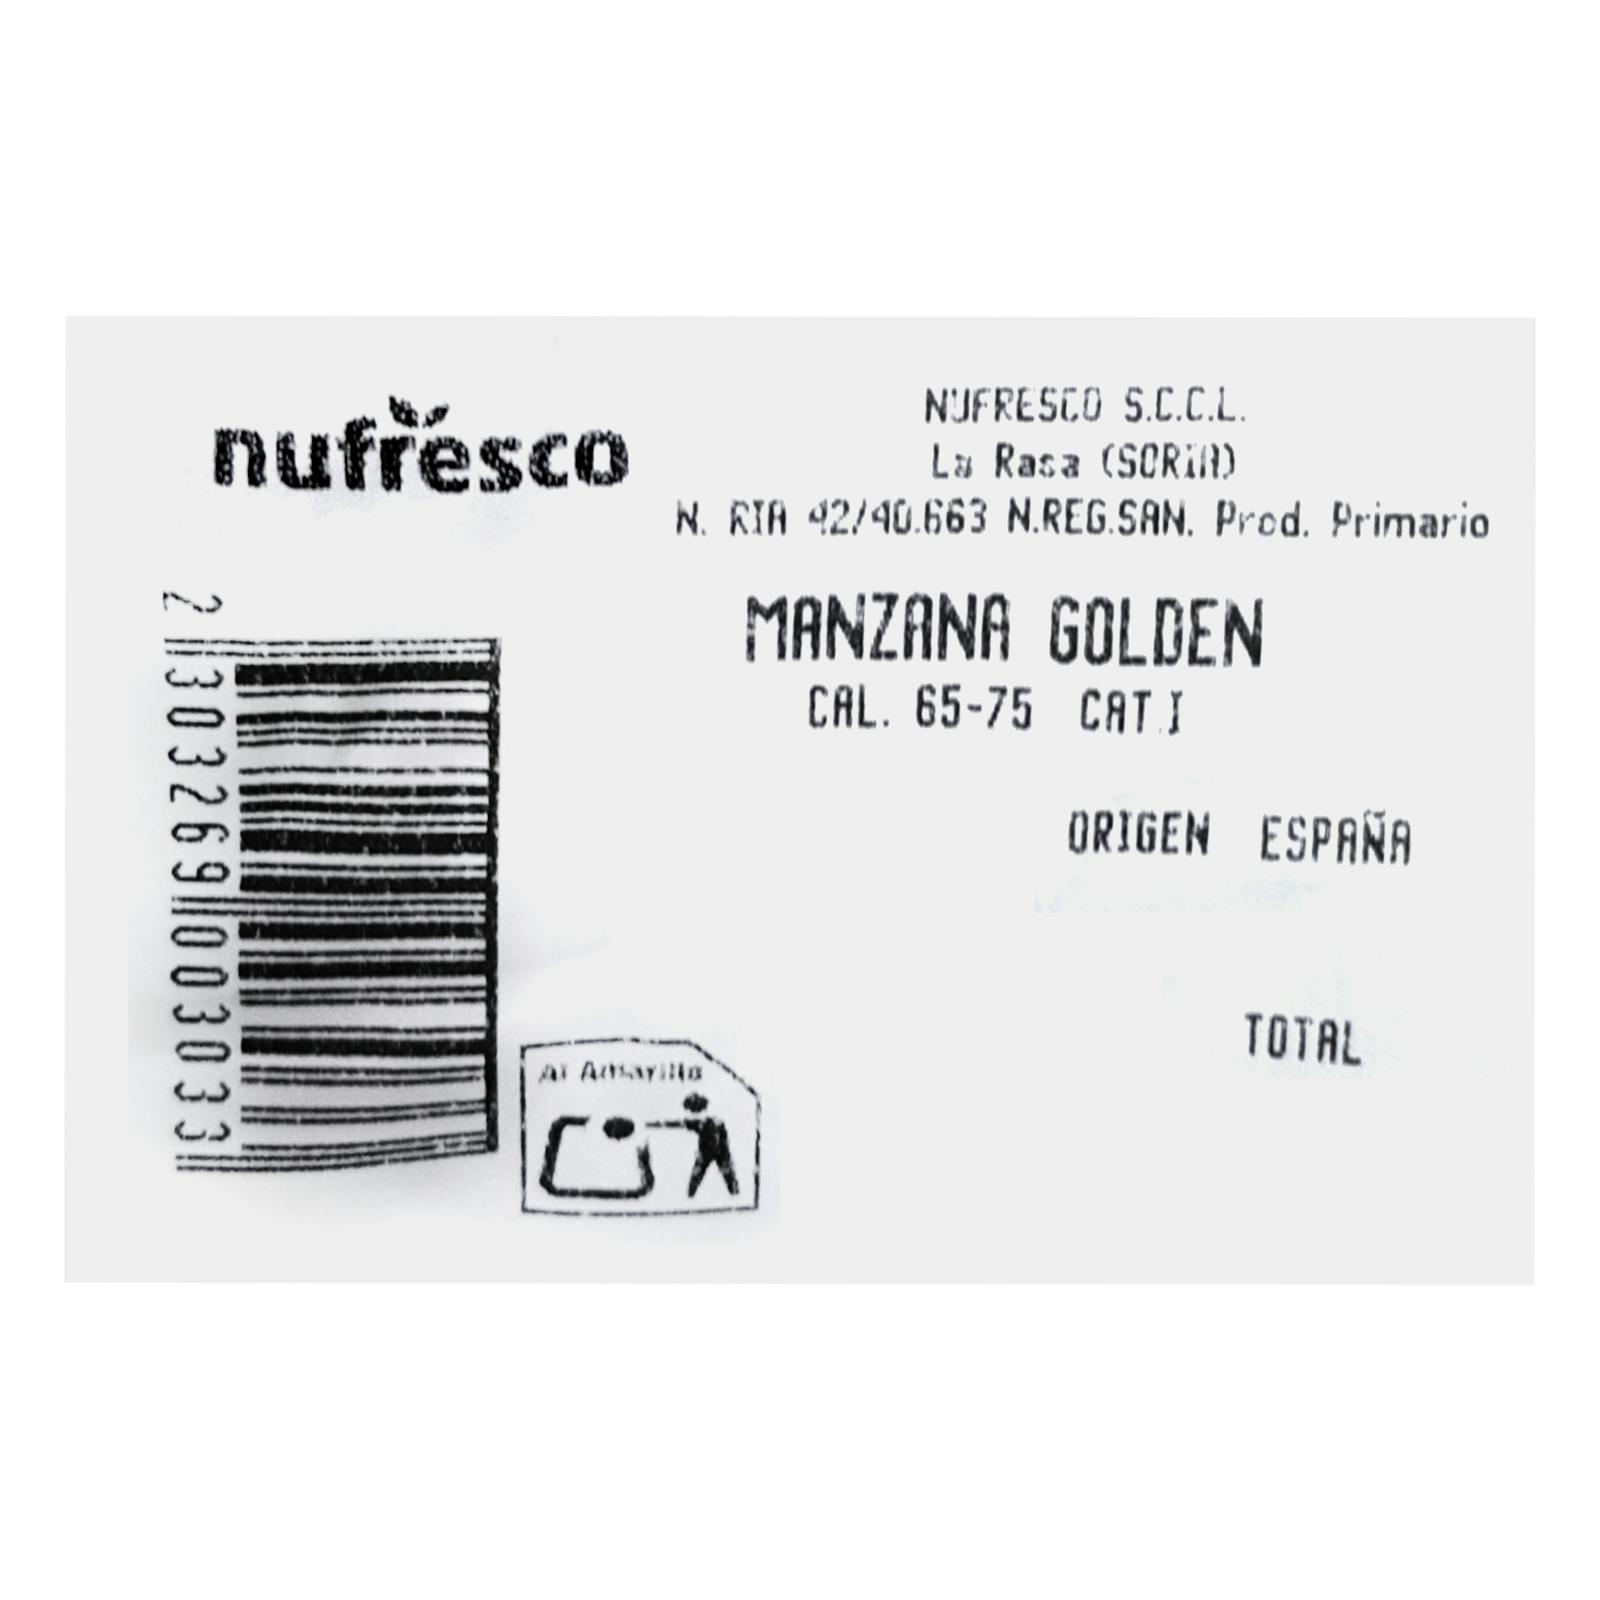 nufresco
NUFRESCO S.C.C.L.
La Rasa (SORIA)
N. RIA 42/40.663 N.REG.SAN. Prod. Primario
MANZANA GOLDEN
CAL. 65-75 CAT.I
ORIGEN ESPAÑA
TOTAL
2 303269 003033
Al Amarillo